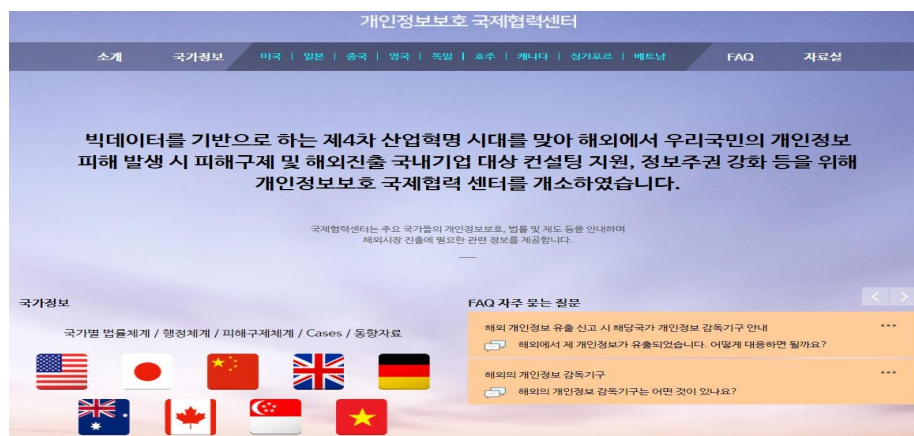 개인정보보호 국제협력센터
소개 국가정보 미국 | 일본 | 중국 | 영국 | 독일 | 호주 | 캐나다 | 싱가포르 | 베트남 FAQ 자료실
빅데이터를 기반으로 하는 제4차 산업혁명 시대를 맞아 해외에서 우리국민의 개인정보
피해 발생 시 피해구제 및 해외진출 국내기업 대상 컨설팅 지원, 정보주권 강화 등을 위해
개인정보보호 국제협력 센터를 개소하였습니다.
국제협력센터는 주요 국가들의 개인정보보호, 법률 및 제도 등을 안내하며
해외시장 진출에 필요한 관련 정보를 제공합니다.
국가정보
국가별 법률체계 / 행정체계 / 피해구제체계 / Cases / 동향자료
FAQ 자주 묻는 질문
해외 개인정보 유출 신고 시 해당국가 개인정보 감독기구 안내
해외에서 제 개인정보가 유출되었습니다. 어떻게 대응하면 될까요?
해외의 개인정보 감독기구
해외의 개인정보 감독기구는 어떤 것이 있나요?